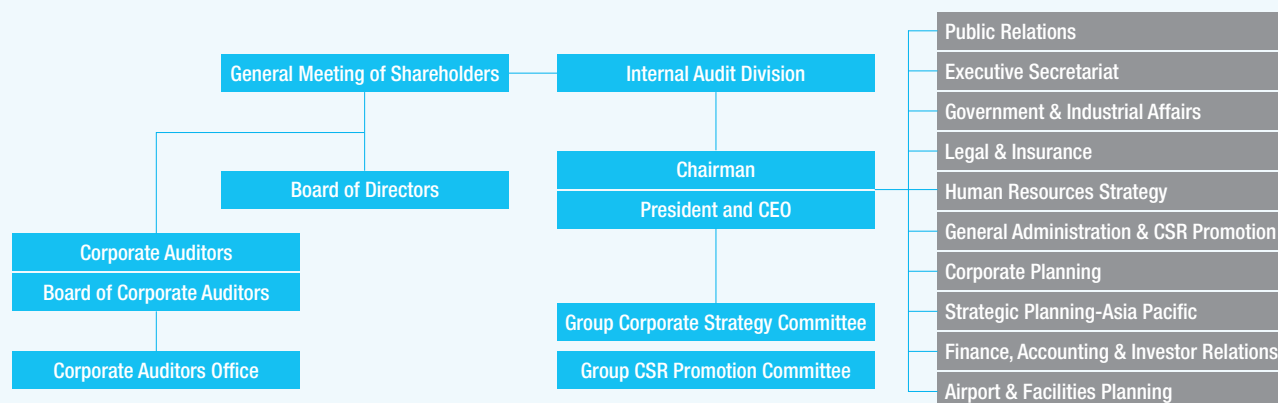 General Meeting of Shareholders
Board of Directors
Corporate Auditors
Board of Corporate Auditors
Corporate Auditors Office
Internal Audit Division
Chairman
President and CEO
Group Corporate Strategy Committee
Group CSR Promotion Committee
Public Relations
Executive Secretariat
Government & Industrial Affairs
Legal & Insurance
Human Resources Strategy
General Administration & CSR Promotion
Corporate Planning
Strategic Planning-Asia Pacific
Finance, Accounting & Investor Relations
Airport & Facilities Planning